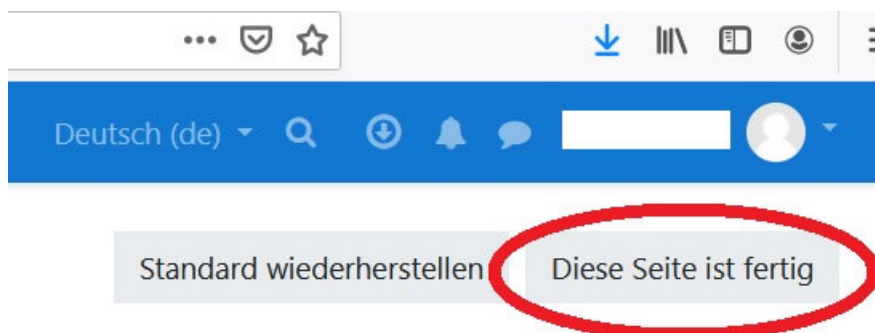 Deutsch (de)
Standard wiederherstellen
Diese Seite ist fertig